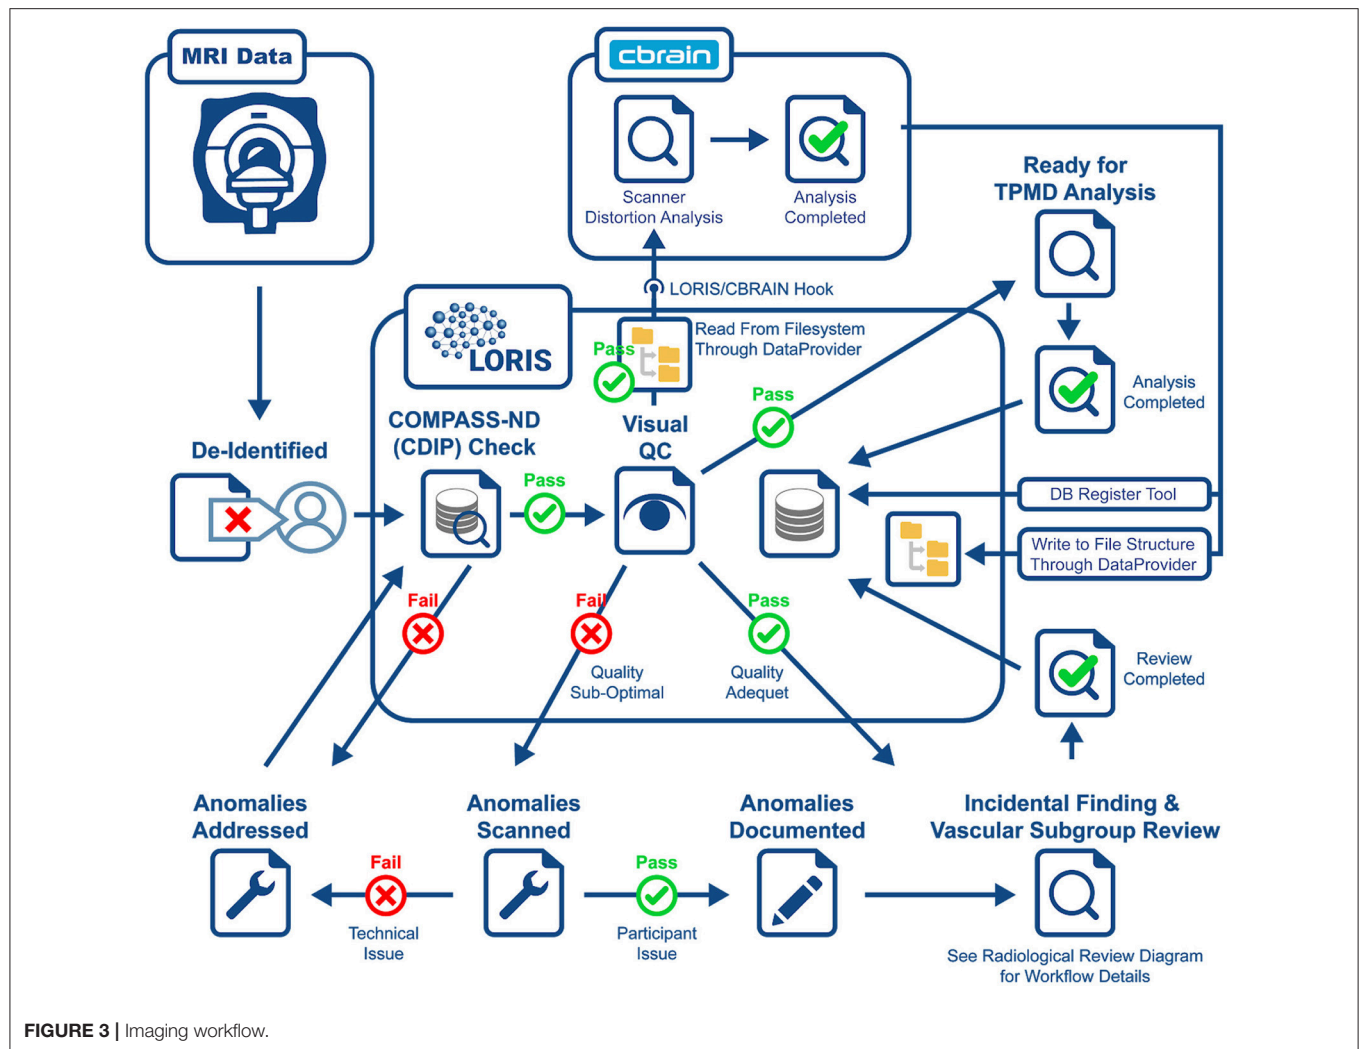 MRI Data
cbrain
Scanner
Distortion Analysis
Analysis
Completed
Ready for
TPMD Analysis
LORIS/CBRAIN Hook
LORIS
Pass
Read From Filesystem
Through DataProvider
Pass
Analysis
Completed
De-Identified
COMPASS-ND
(CDIP) Check
Pass
Visual
QC
DB Register Tool
Write to File Structure
Through DataProvider
Fail
Fail
Quality
Sub-Optimal
Pass
Quality
Adequet
Review
Completed
Anomalies
Addressed
Anomalies
Scanned
Anomalies
Documented
Incidental Finding &
Vascular Subgroup Review
Fail
Technical
Issue
Pass
Participant
Issue
See Radiological Review Diagram
for Workflow Details
FIGURE 3 | Imaging workflow.